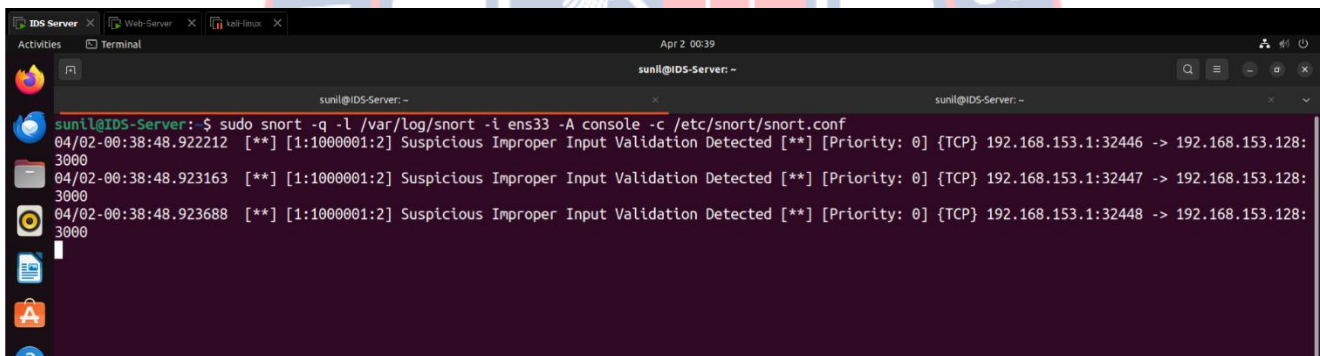 IDS Server × Web-Server × kali-linux ×
Activities Terminal Apr 2 00:39
sunil@IDS-Server: ~
sunil@IDS-Server: ~ × sunil@IDS-Server: ~ ×
sunil@IDS-Server:~$ sudo snort -q -l /var/log/snort -i ens33 -A console -c /etc/snort/snort.conf
04/02-00:38:48.922212 [**] [1:1000001:2] Suspicious Improper Input Validation Detected [**] [Priority: 0] {TCP} 192.168.153.1:32446 -> 192.168.153.128:
3000
04/02-00:38:48.923163 [**] [1:1000001:2] Suspicious Improper Input Validation Detected [**] [Priority: 0] {TCP} 192.168.153.1:32447 -> 192.168.153.128:
3000
04/02-00:38:48.923688 [**] [1:1000001:2] Suspicious Improper Input Validation Detected [**] [Priority: 0] {TCP} 192.168.153.1:32448 -> 192.168.153.128:
3000